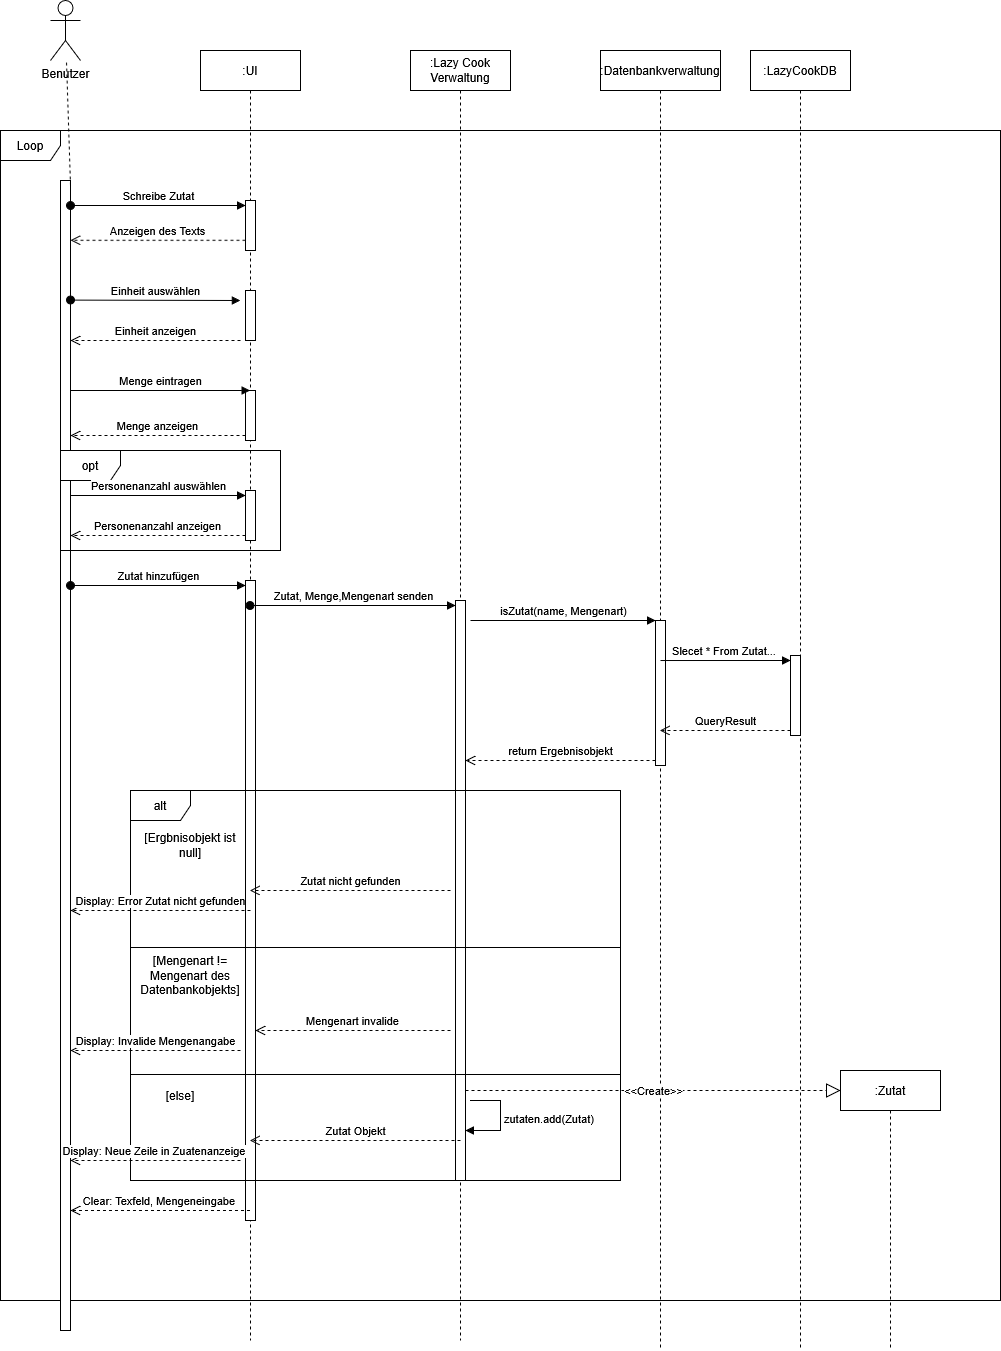 Benutzer
:UI
:Lazy Cook
Verwaltung
:Datenbankverwaltung
:LazyCookDB
Loop
Schreibe Zutat
Anzeigen des Texts
Einheit auswählen
Einheit anzeigen
Menge eintragen
Menge anzeigen
opt
Personenanzahl auswählen
Personenanzahl anzeigen
Zutat hinzufügen
Zutat, Menge,Mengenart senden
isZutat(name, Mengenart)
Slecet * From Zutat...
QueryResult
return Ergebnisobjekt
alt
[Ergbnisobjekt ist
null]
Zutat nicht gefunden
Display: Error Zutat nicht gefunden
[Mengenart !=
Mengenart des
Datenbankobjekts]
Mengenart invalide
Display: Invalide Mengenangabe
[else]
<<Create>>
:Zutat
zutaten.add(Zutat)
Zutat Objekt
Display: Neue Zeile in Zuatenanzeige
Clear: Texfeld, Mengeneingabe